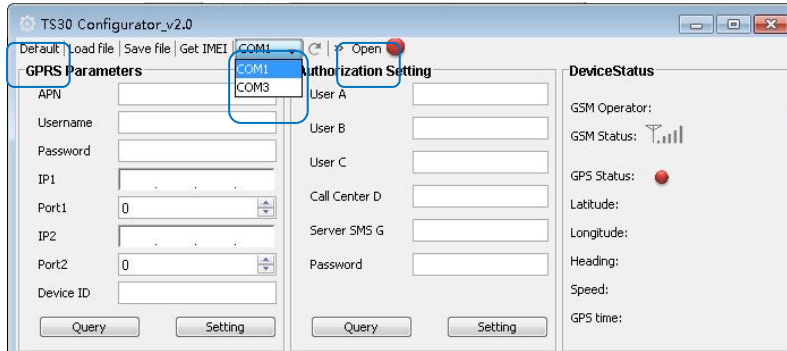 TS30 Configurator_v2.0
Default Load file Save file Get IMEI COM1 » Open
COM1
COM3
GPRS Parameters
APN
Username
Password
IP1
. . .
Port1
0
IP2
. . .
Port2
0
Device ID
Query Setting
Authorization Setting
User A
User B
User C
Call Center D
Server SMS G
Password
Query Setting
DeviceStatus
GSM Operator:
GSM Status:
GPS Status:
Latitude:
Longitude:
Heading:
Speed:
GPS time: